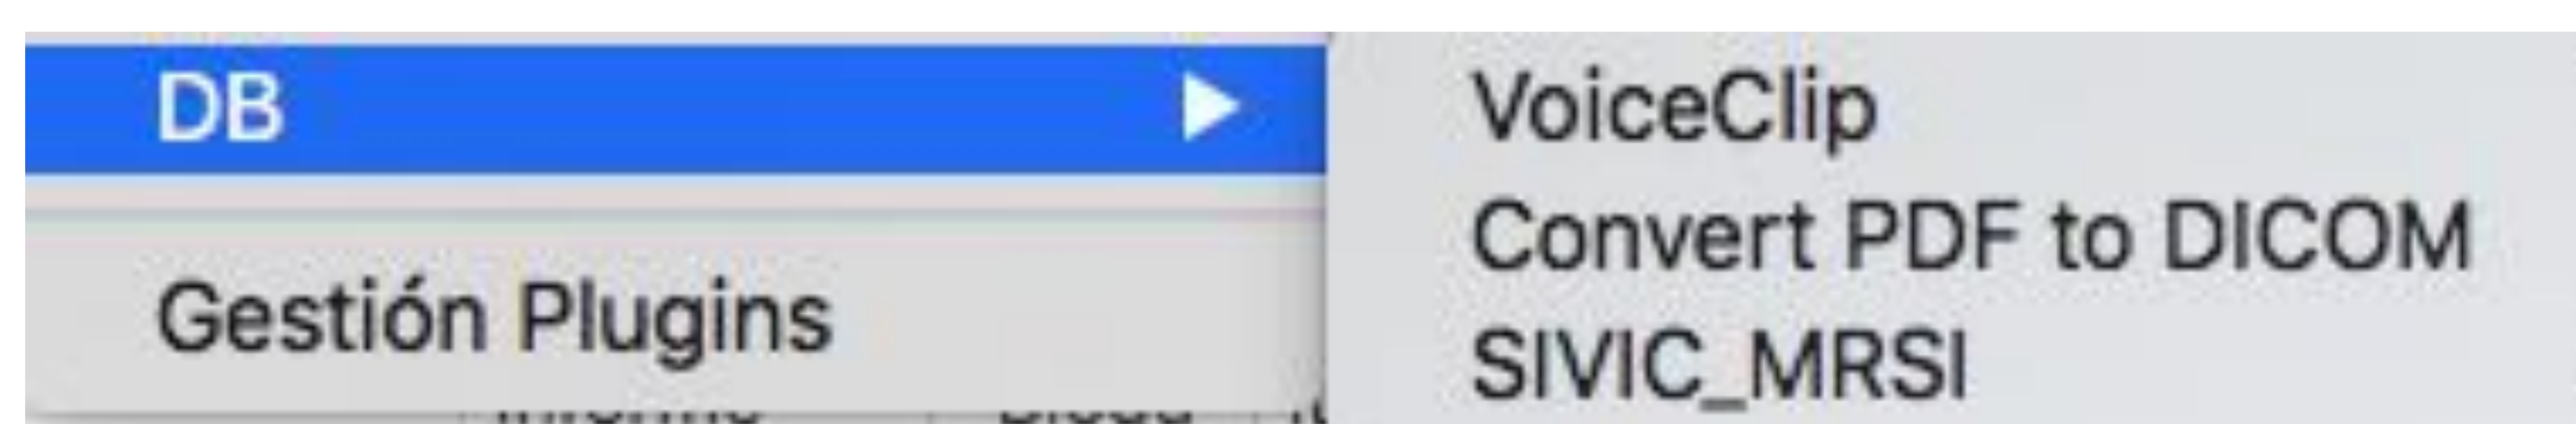 DB
Gestión Plugins
VoiceClip
Convert PDF to DICOM
SIVIC_MRSI